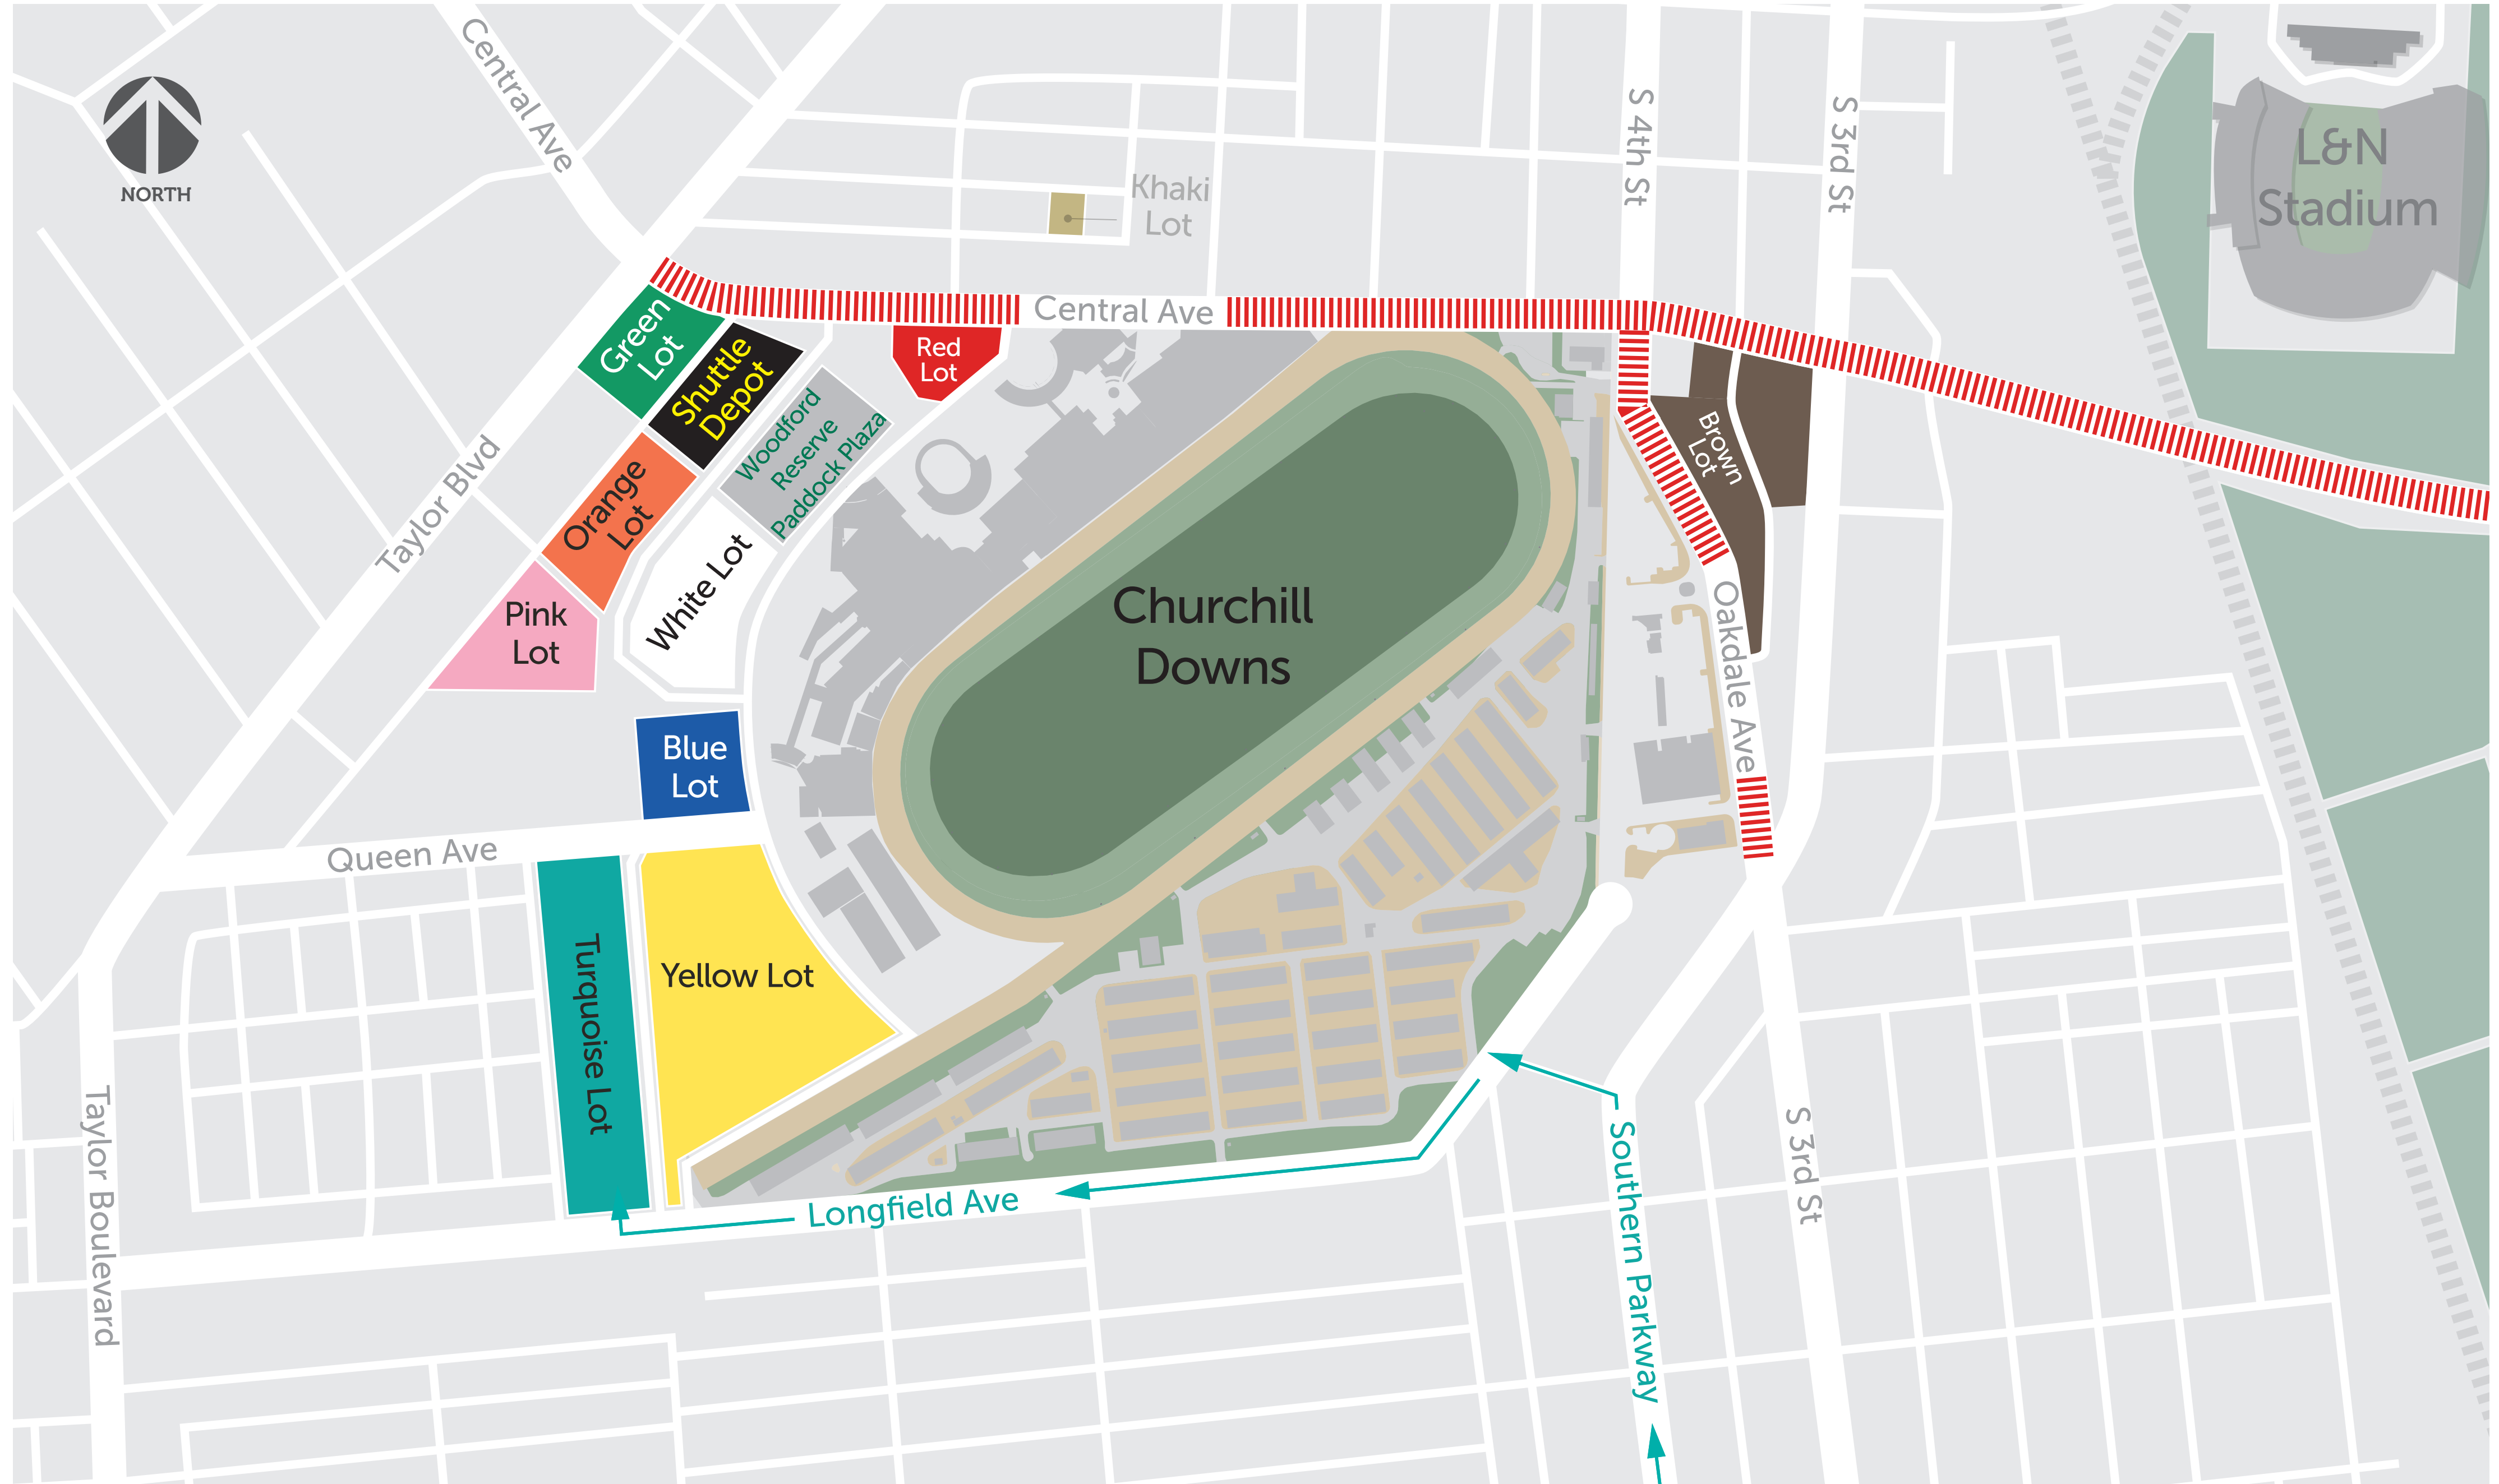 Central Ave
NORTH
S 4th St
S 3rd St
L&N
Stadium
Khaki
Lot
Central Ave
Green
Lot
Shuttle
Depot
Red
Lot
Woodford
Reserve
Paddock Plaza
Brown
Lot
Taylor Blvd
Orange
Lot
White Lot
Pink
Lot
Churchill
Downs
Oakdale Ave
Blue
Lot
Queen Ave
Turquoise Lot
Yellow Lot
Taylor Boulevard
Longfield Ave
Southern Parkway
S 3rd St